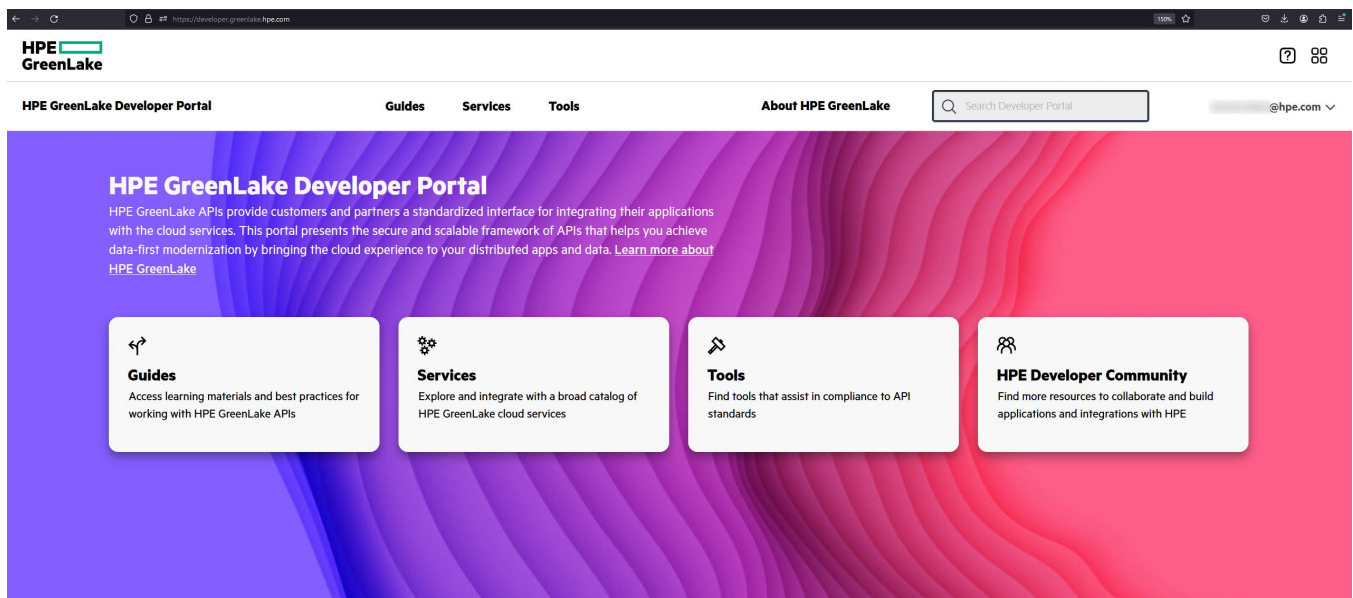 https://developer.greenlake.hpe.com
150%
HPE
GreenLake
HPE GreenLake Developer Portal
Guides
Services
Tools
About HPE GreenLake
Search Developer Portal
@hpe.com
HPE GreenLake Developer Portal
HPE GreenLake APIs provide customers and partners a standardized interface for integrating their applications
with the cloud services. This portal presents the secure and scalable framework of APIs that helps you achieve
data-first modernization by bringing the cloud experience to your distributed apps and data. Learn more about
HPE GreenLake
Guides
Access learning materials and best practices for
working with HPE GreenLake APIs
Services
Explore and integrate with a broad catalog of
HPE GreenLake cloud services
Tools
Find tools that assist in compliance to API
standards
HPE Developer Community
Find more resources to collaborate and build
applications and integrations with HPE